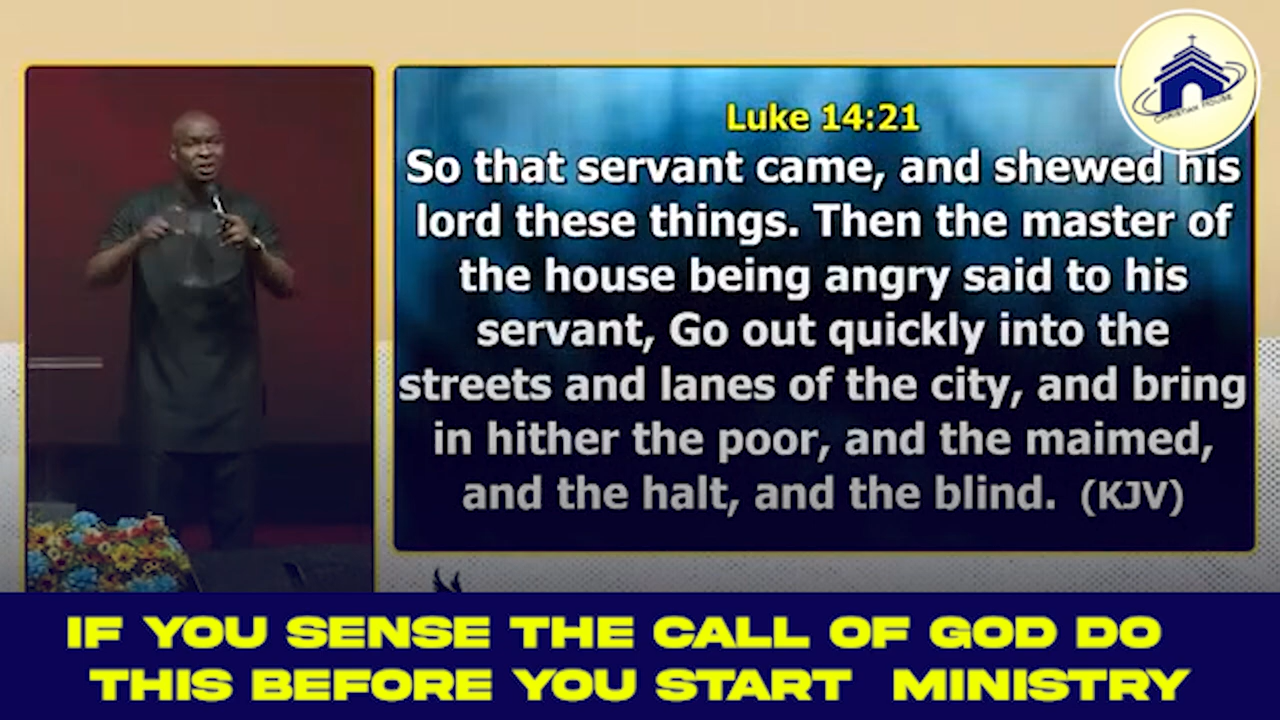 CHRISTIAN HOUSE
Luke 14:21
So that servant came, and shewed his
lord these things. Then the master of
the house being angry said to his
servant, Go out quickly into the
streets and lanes of the city, and bring
in hither the poor, and the maimed,
and the halt, and the blind. (KJV)
IF YOU SENSE THE CALL OF GOD DO
THIS BEFORE YOU START MINISTRY